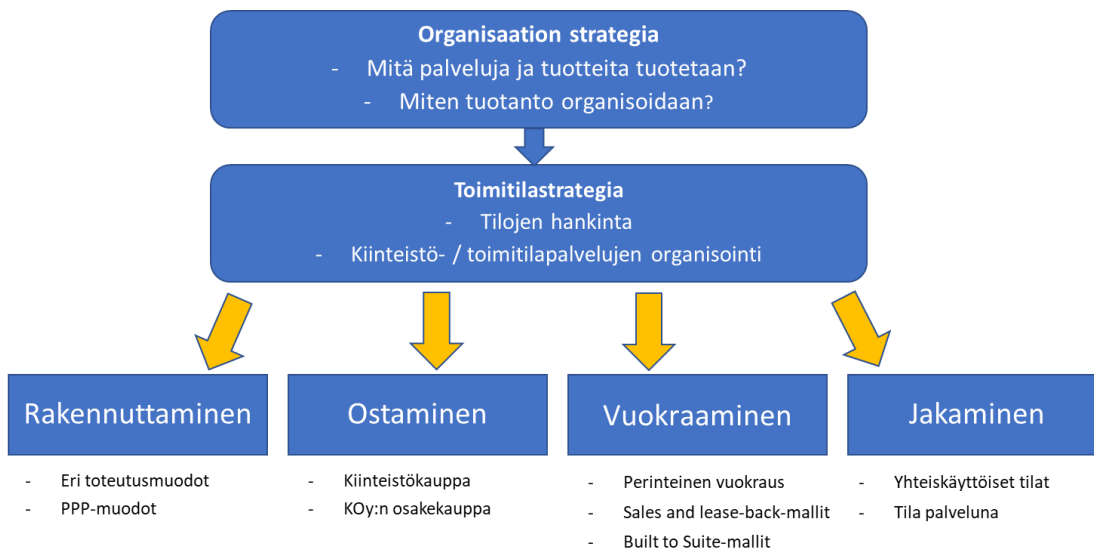 Organisaation strategia
- Mitä palveluja ja tuotteita tuotetaan?
- Miten tuotanto organisoidaan?
Toimitilastrategia
- Tilojen hankinta
- Kiinteistö- / toimitilapalvelujen organisointi
Rakennuttaminen
- Eri toteutusmuodot
- PPP-muodot
Ostaminen
- Kiinteistökauppa
- KOy:n osakekauppa
Vuokraaminen
- Perinteinen vuokraus
- Sales and lease-back-mallit
- Built to Suite-mallit
Jakaminen
- Yhteiskäyttöiset tilat
- Tila palveluna